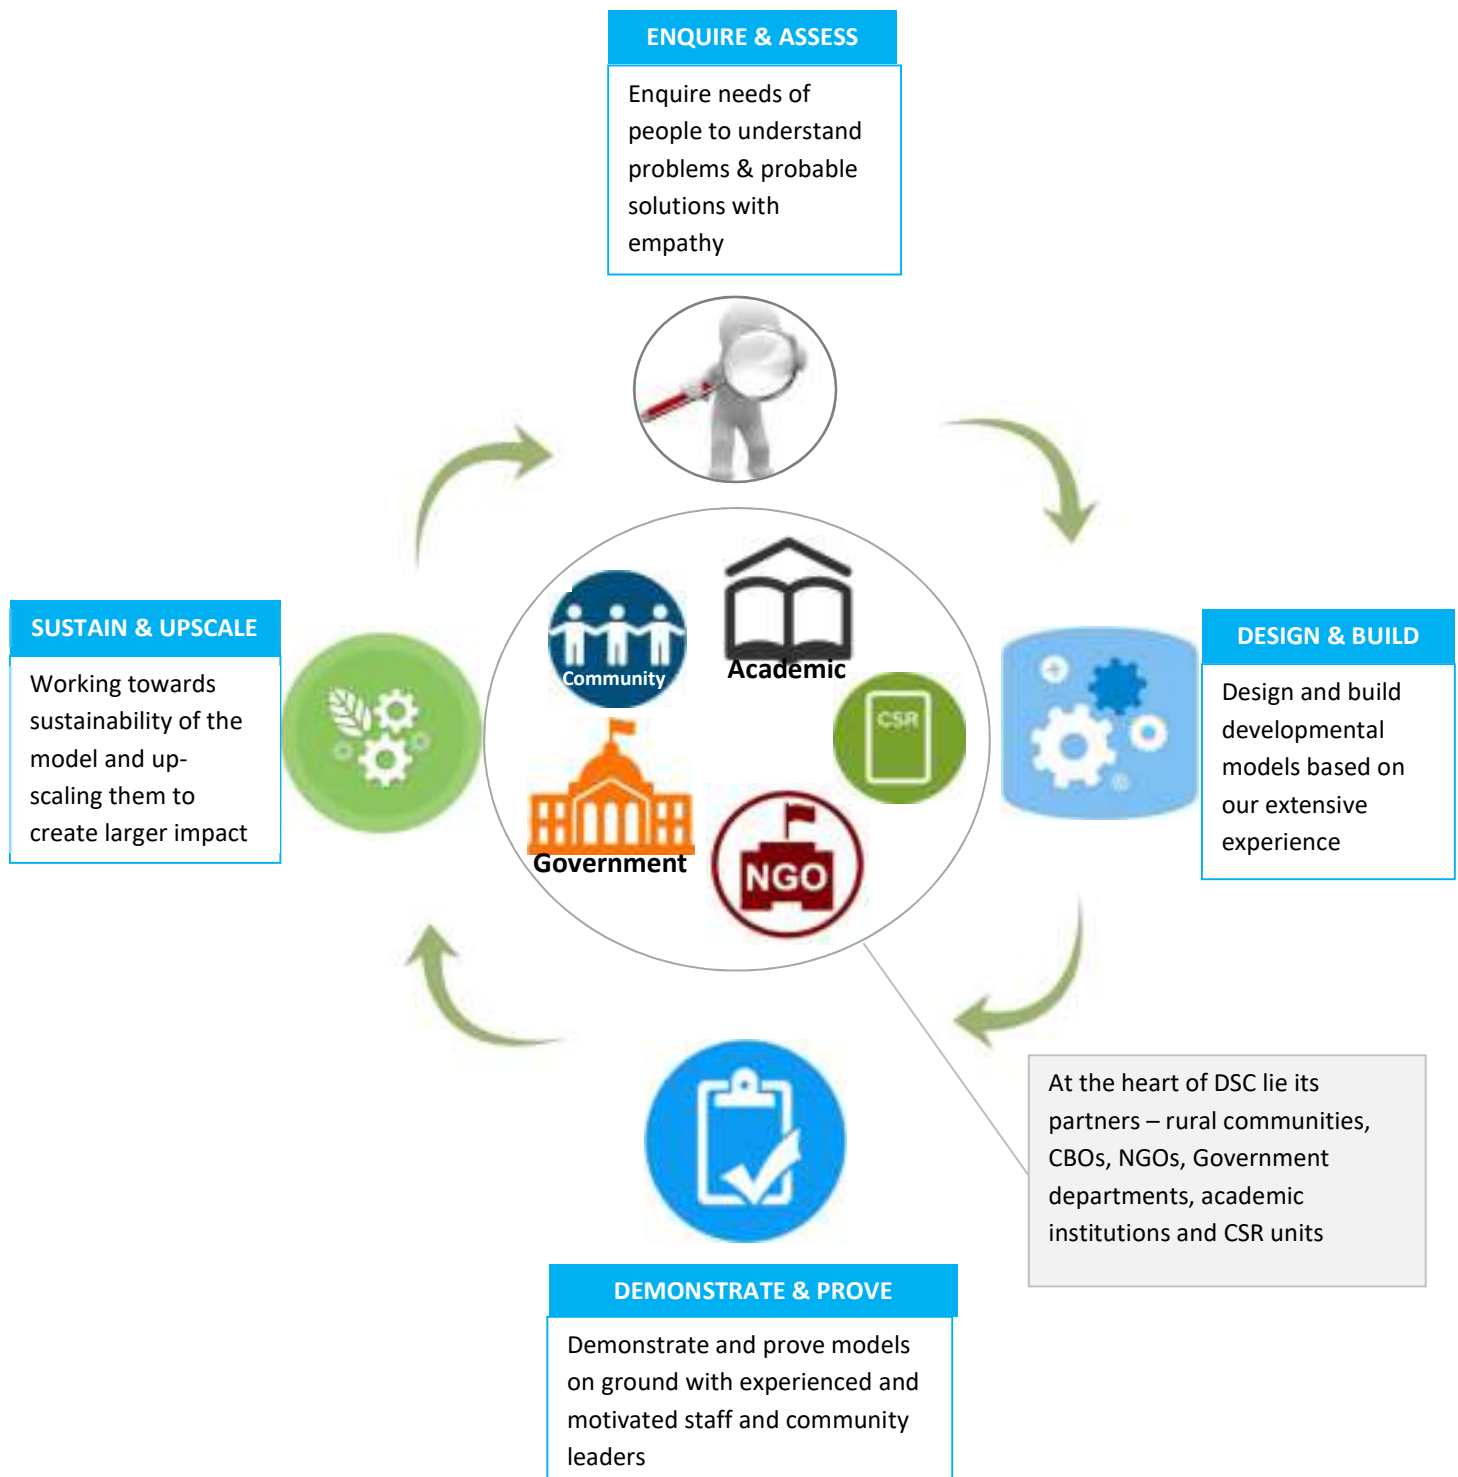 ENQUIRE & ASSESS
Enquire needs of
people to understand
problems & probable
solutions with
empathy
Community
Academic
CSR
Government
NGO
SUSTAIN & UPSCALE
Working towards
sustainability of the
model and up-
scaling them to
create larger impact
DESIGN & BUILD
Design and build
developmental
models based on
our extensive
experience
At the heart of DSC lie its
partners – rural communities,
CBOs, NGOs, Government
departments, academic
institutions and CSR units
DEMONSTRATE & PROVE
Demonstrate and prove models
on ground with experienced and
motivated staff and community
leaders